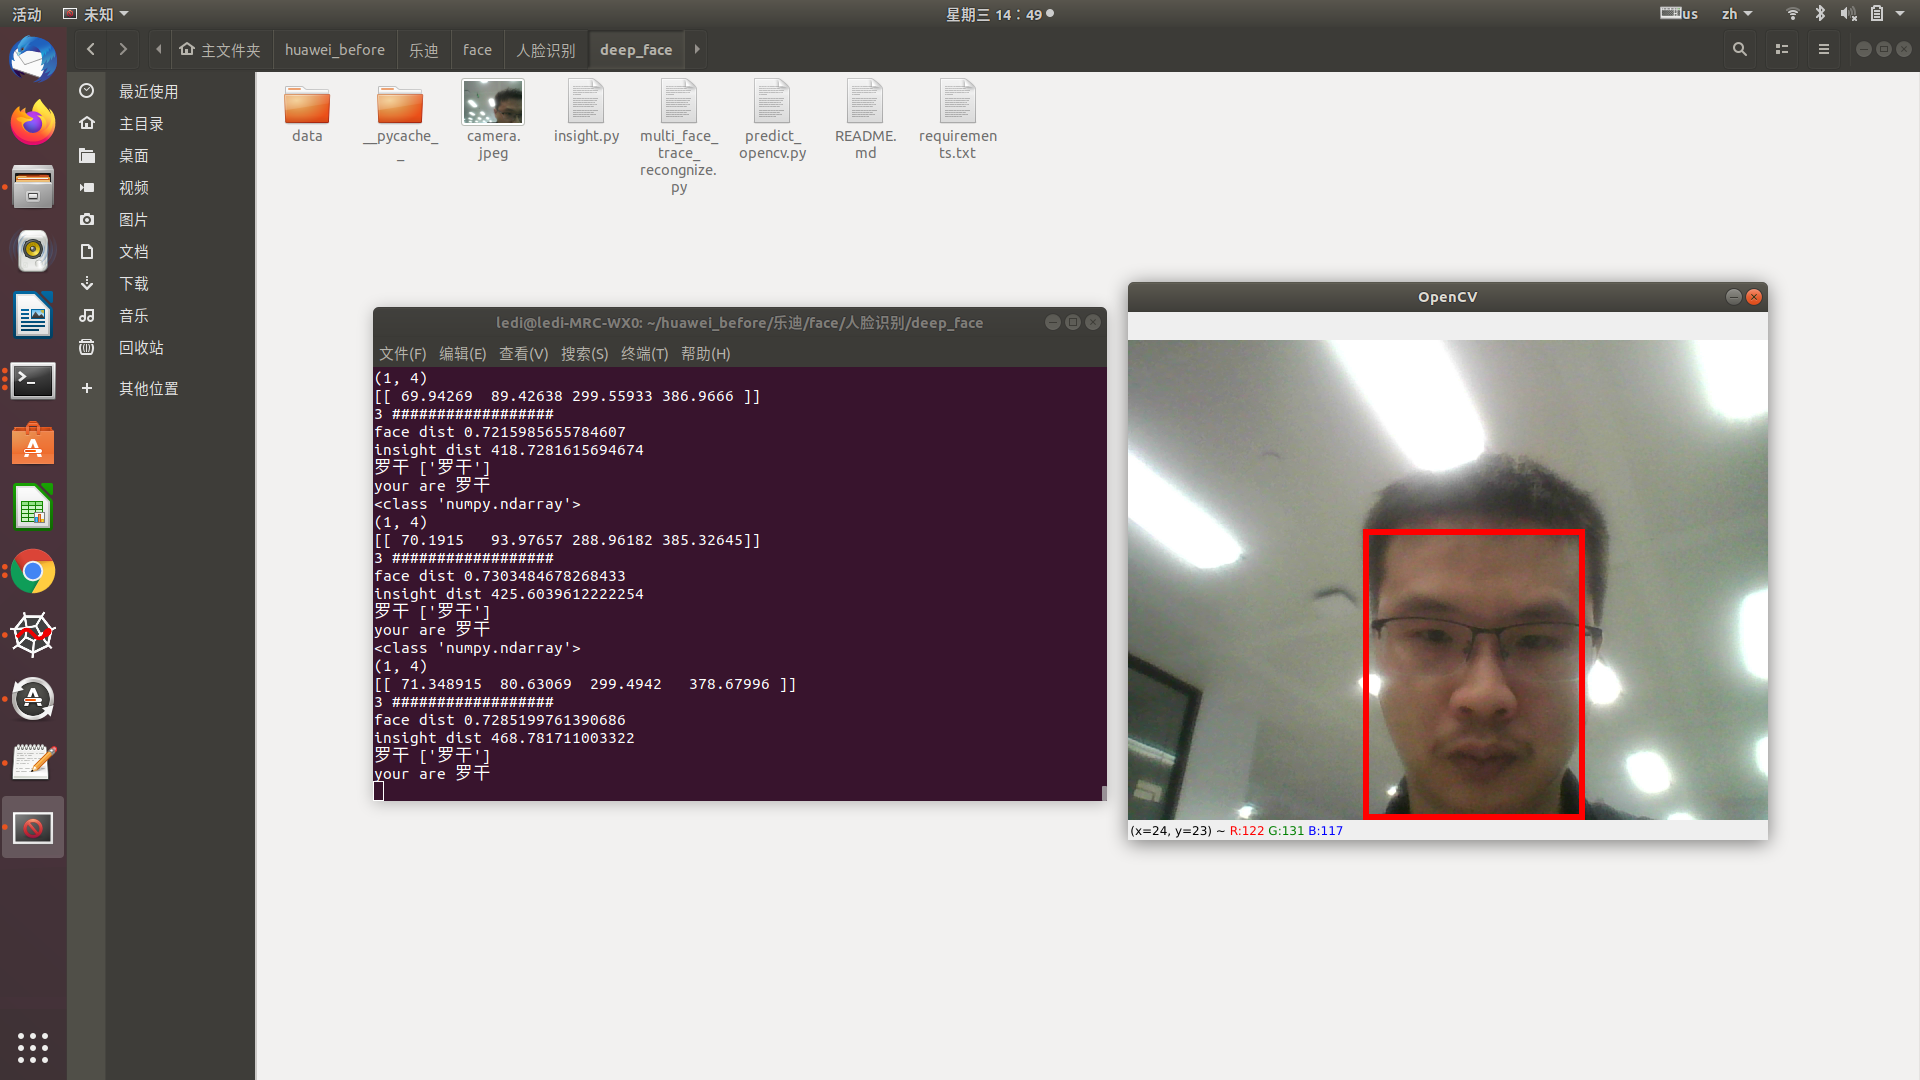 活动
未知
星期三 14：49
us
zh
主文件夹
huawei_before
乐迪
face
人脸识别
deep_face
最近使用
主目录
桌面
视频
图片
文档
下载
音乐
回收站
其他位置
data
__pycache_
_
camera.
jpeg
insight.py
multi_face_
trace_
recongnize.
py
predict_
opencv.py
README.
md
requiremen
ts.txt
ledi@ledi-MRC-WX0: ~/huawei_before/乐迪/face/人脸识别/deep_face
文件(F) 编辑(E) 查看(V) 搜索(S) 终端(T) 帮助(H)
(1, 4)
[[ 69.94269  89.42638 299.55933 386.9666 ]]
3 ##################
face dist 0.7215985655784607
insight dist 418.7281615694674
罗干 ['罗干']
your are 罗干
<class 'numpy.ndarray'>
(1, 4)
[[ 70.1915   93.97657 288.96182 385.32645]]
3 ##################
face dist 0.7303484678268433
insight dist 425.6039612222254
罗干 ['罗干']
your are 罗干
<class 'numpy.ndarray'>
(1, 4)
[[ 71.348915  80.63069  299.4942   378.67996 ]]
3 ##################
face dist 0.7285199761390686
insight dist 468.781711003322
罗干 ['罗干']
your are 罗干
OpenCV
(x=24, y=23) ~ R:122 G:131 B:117